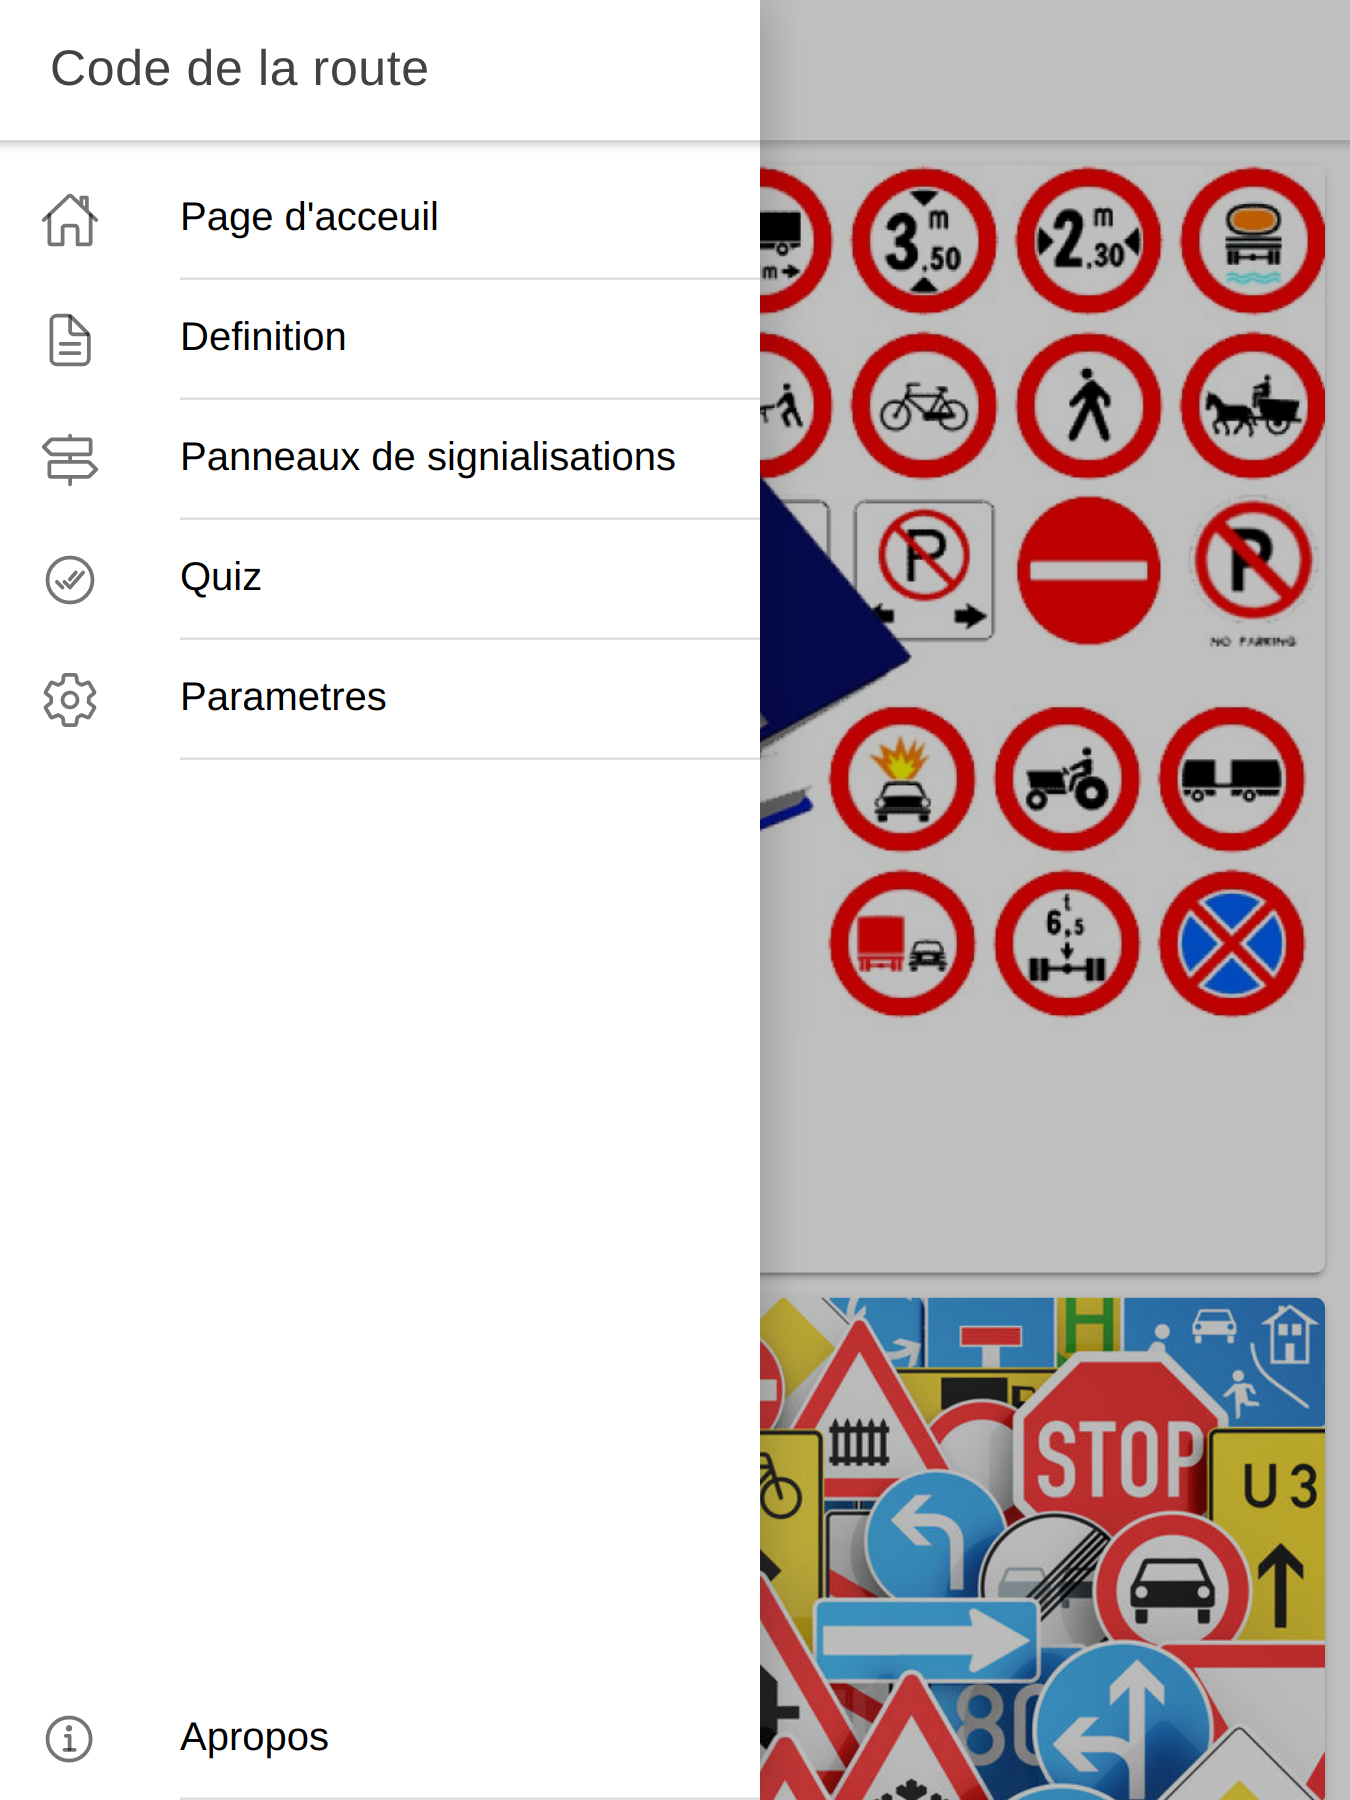 Code de la route
Page d'acceuil
Definition
Panneaux de signialisations
Quiz
Parametres
Apropos
m
3 m ,50
2 m ,30
P
P
NO PARKING
t
6,5
H
STOP
U3
80